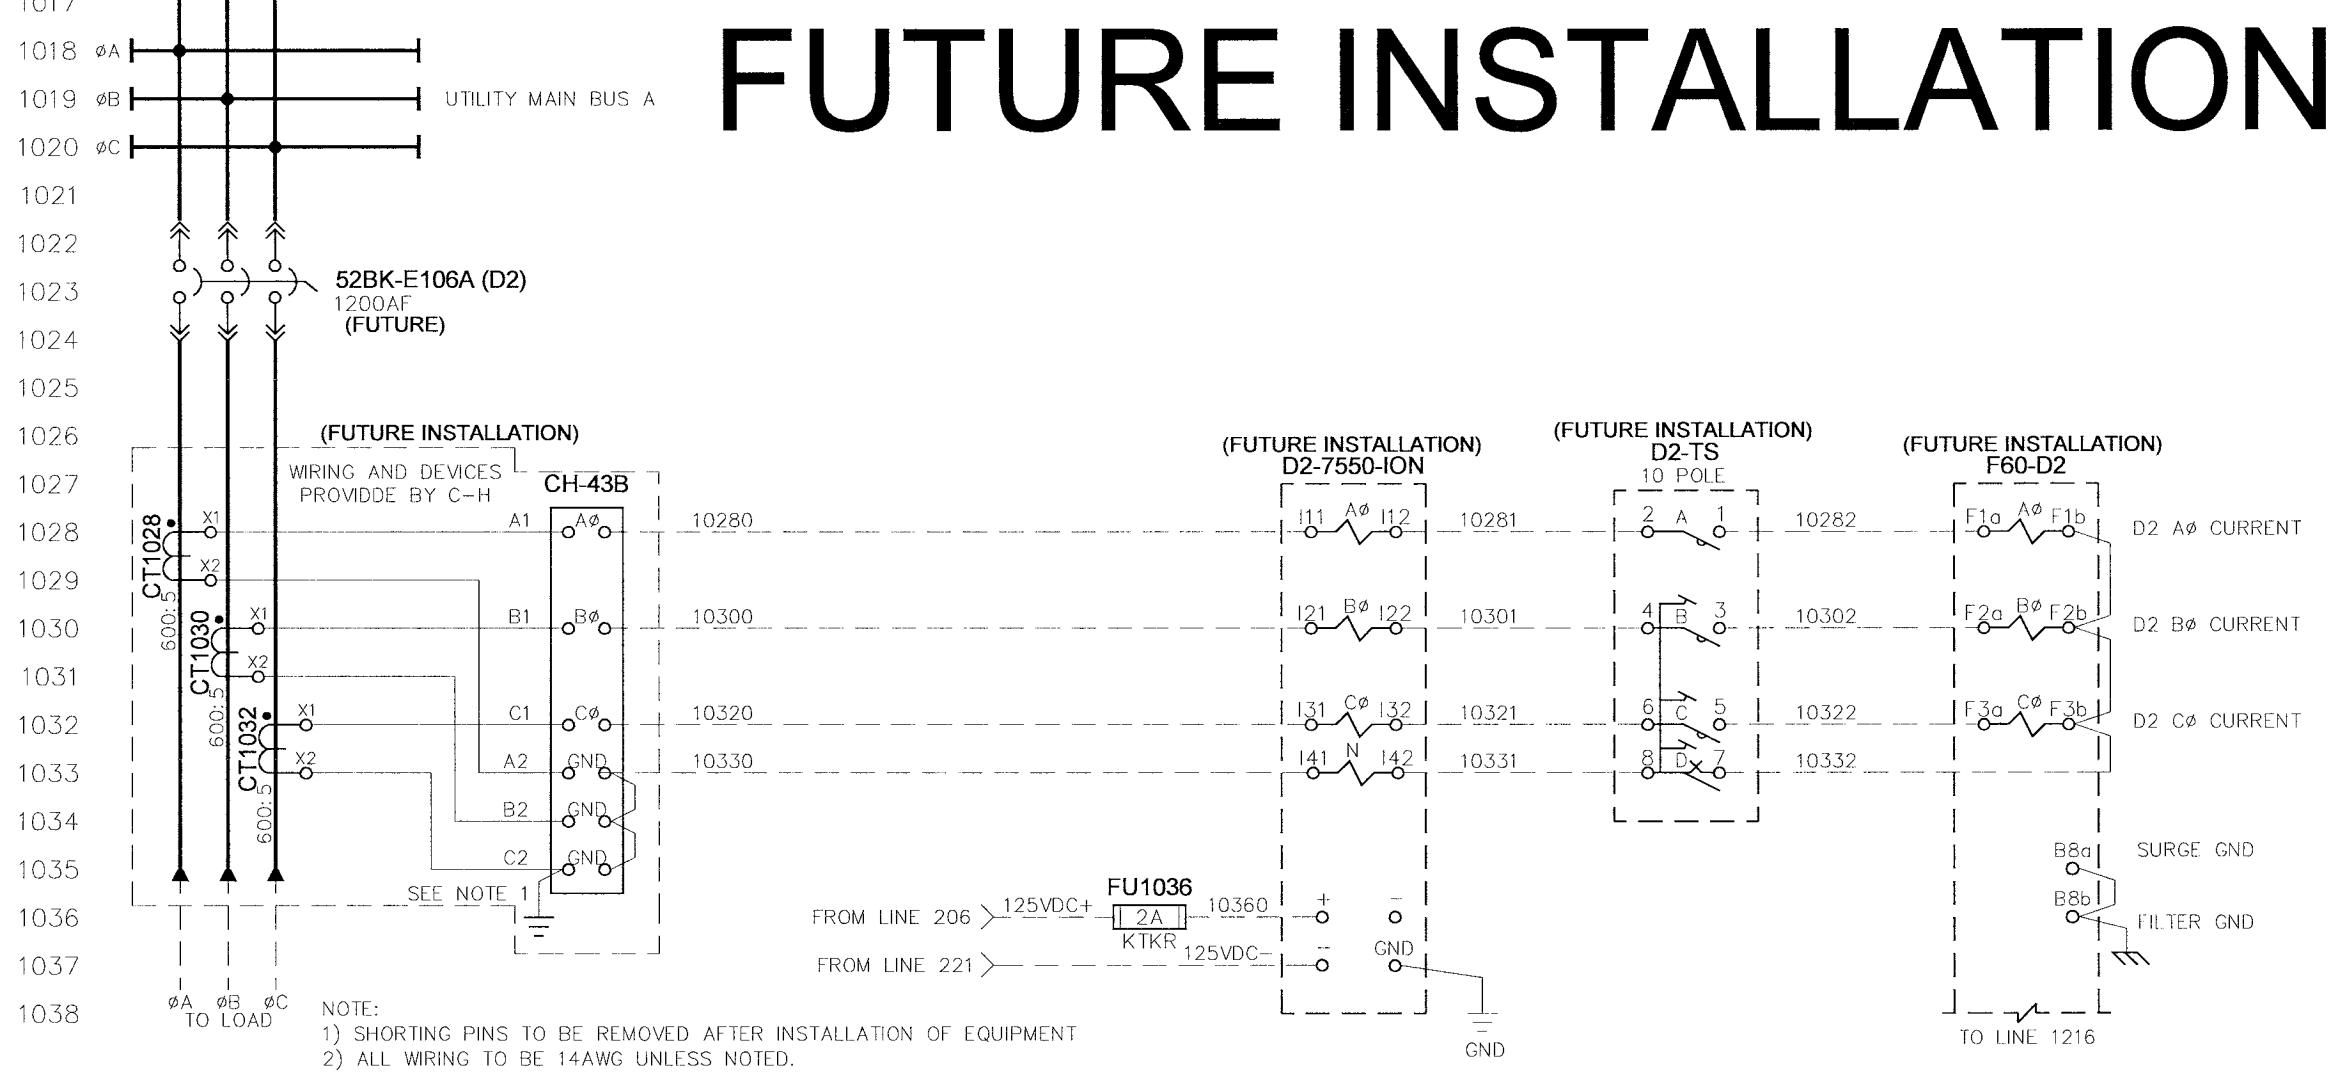 1017
FUTURE INSTALLATION
1018 øA
1019 øB UTILITY MAIN BUS A
1020 øC
1021
1022
1023 52BK-E106A (D2)
1200AF
(FUTURE)
1024
1025
1026 (FUTURE INSTALLATION) (FUTURE INSTALLATION) (FUTURE INSTALLATION) (FUTURE INSTALLATION)
D2-7550-ION D2-TS F60-D2
WIRING AND DEVICES 10 POLE
1027 PROVIDDE BY C-H CH-43B
1028 CT1028 X1 A1 Aø 10280 I11 Aø I12 10281 2 A 1 10282 F1a Aø F1b D2 Aø CURRENT
1029 X2
600:5
1030 CT1030 X1 B1 Bø 10300 I21 Bø I22 10301 4 B 3 10302 F2a Bø F2b D2 Bø CURRENT
1031 X2
600:5
1032 CT1032 X1 C1 Cø 10320 I31 Cø I32 10321 6 C 5 10322 F3a Cø F3b D2 Cø CURRENT
1033 X2 A2 GND 10330 I41 N I42 10331 8 D 7 10332
600:5
1034 B2 GND
1035 C2 GND B8a SURGE GND
SEE NOTE 1 FU1036
1036 FROM LINE 206 125VDC+ 2A 10360 + - B8b FILTER GND
KTKR
1037 FROM LINE 221 125VDC- - GND
1038 øA øB øC
TO LOAD
NOTE:
1) SHORTING PINS TO BE REMOVED AFTER INSTALLATION OF EQUIPMENT
2) ALL WIRING TO BE 14AWG UNLESS NOTED.
GND
TO LINE 1216